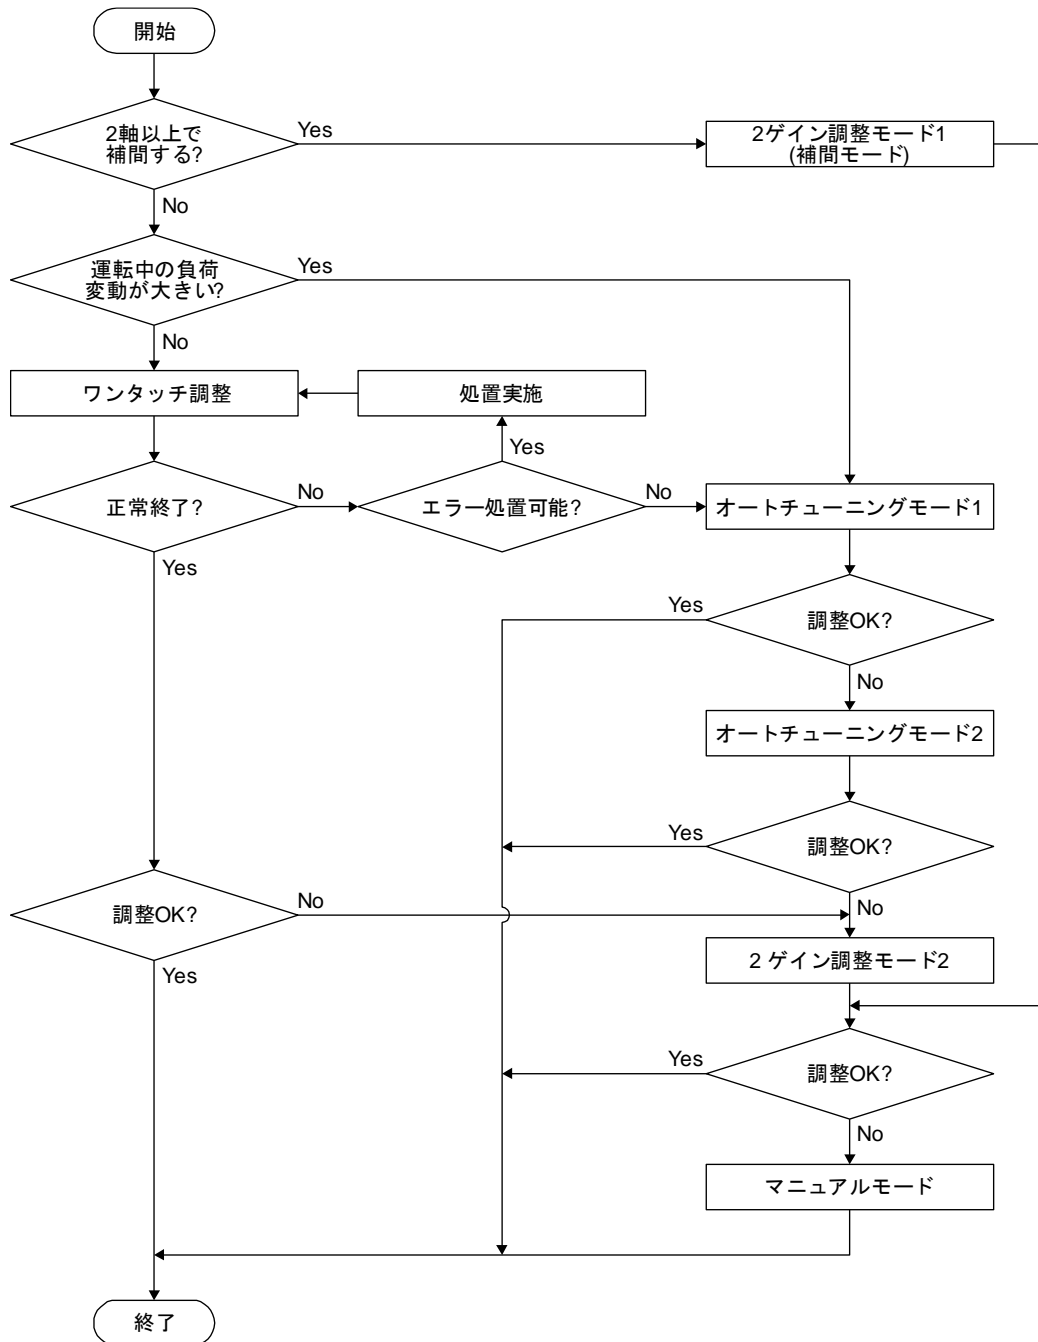 開始
2軸以上で
補間する?
Yes
2ゲイン調整モード1
(補間モード)
No
運転中の負荷
変動が大きい?
Yes
No
ワンタッチ調整
処置実施
Yes
正常終了?
No
エラー処置可能?
No
オートチューニングモード1
Yes
Yes
調整OK?
No
オートチューニングモード2
Yes
調整OK?
No
調整OK?
No
Yes
2 ゲイン調整モード2
Yes
調整OK?
No
マニュアルモード
終了